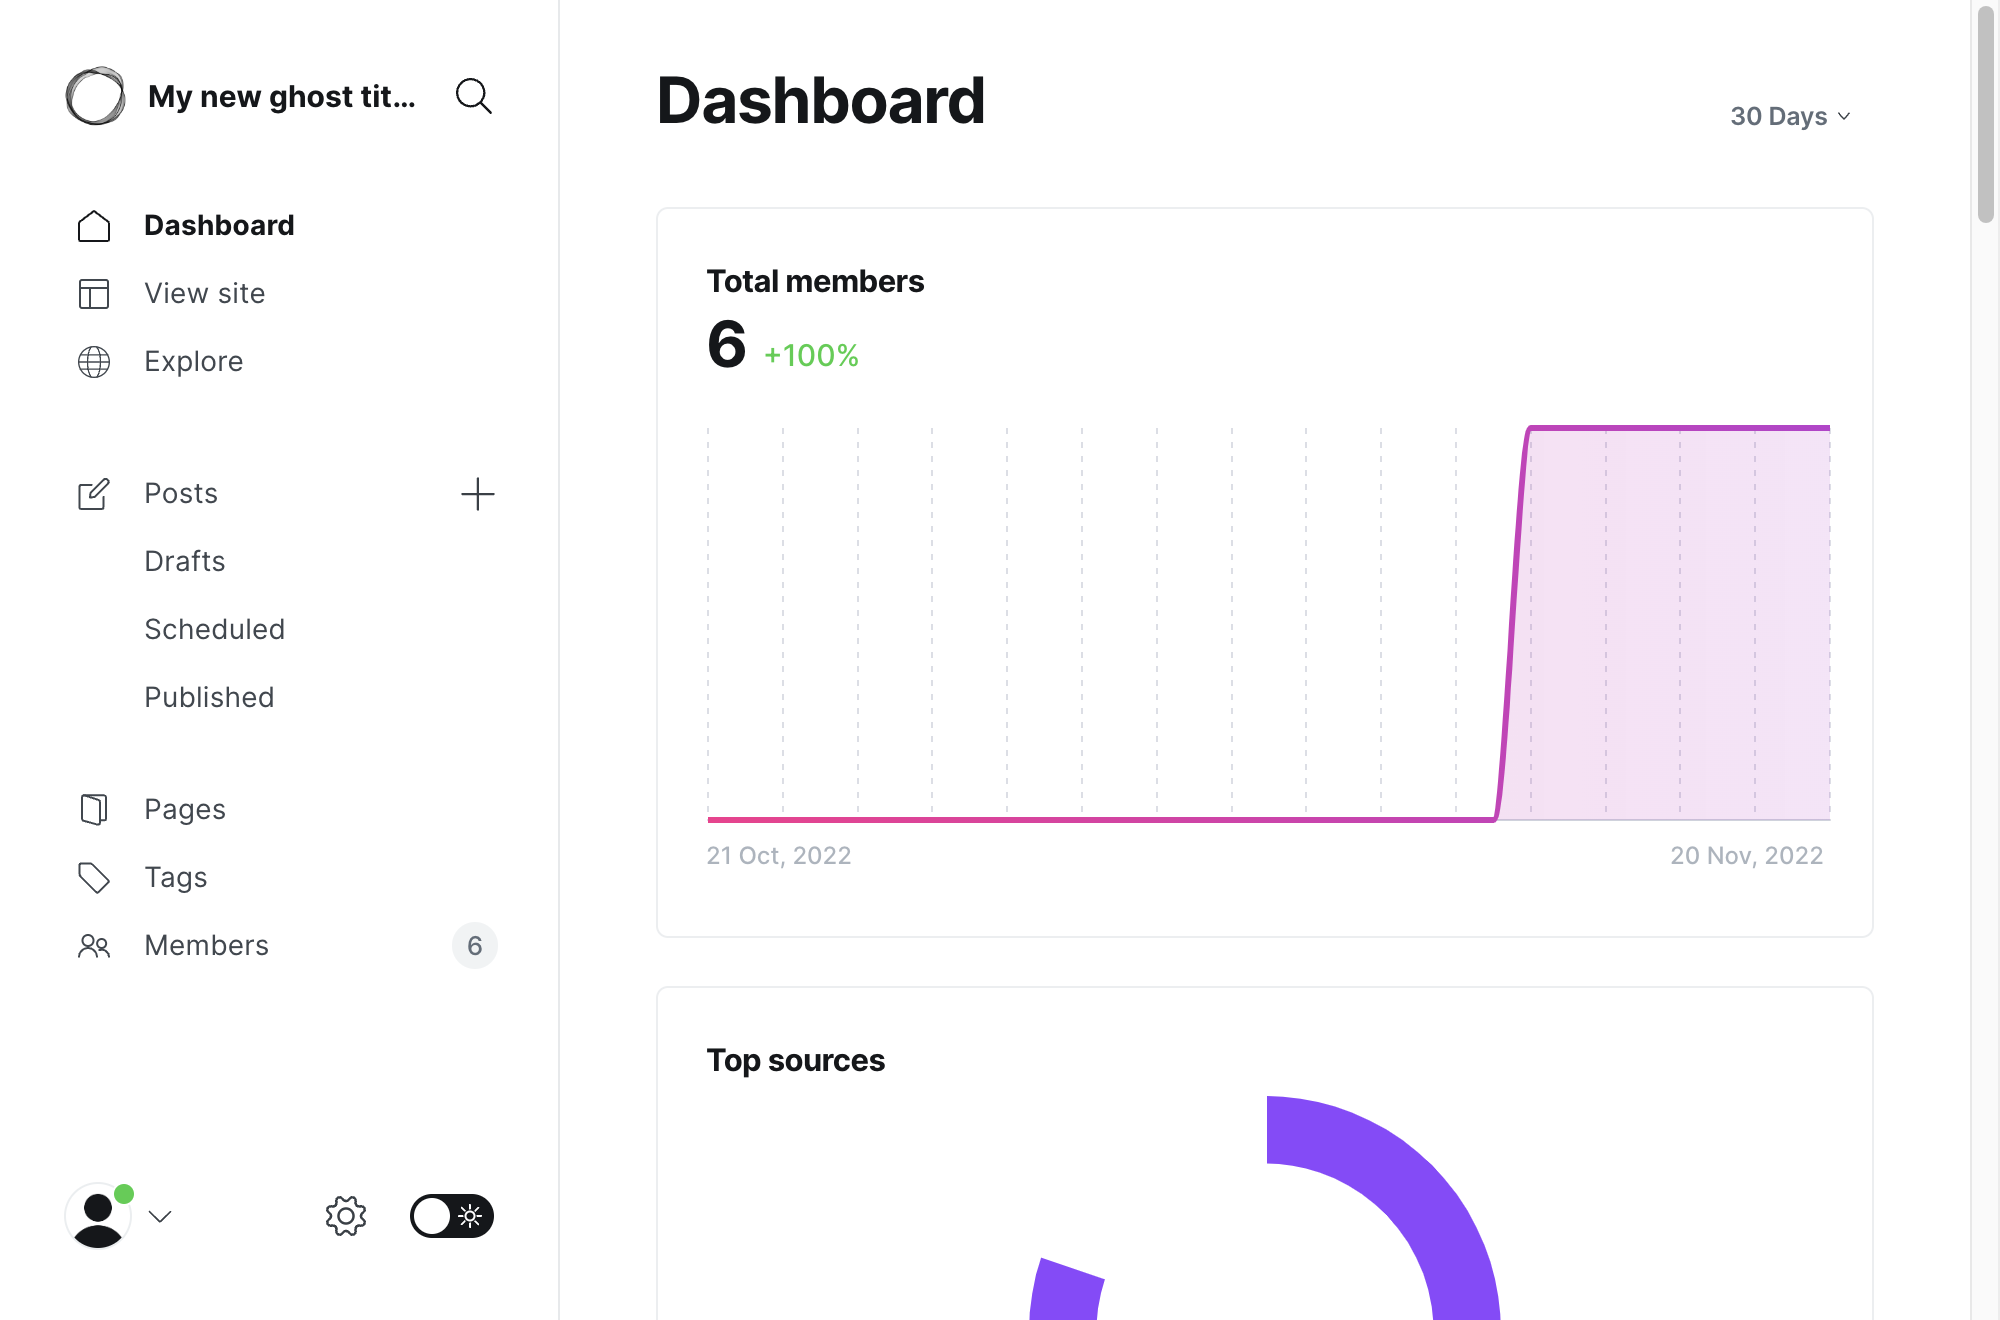 My new ghost tit...
Dashboard
View site
Explore
Posts
Drafts
Scheduled
Published
Pages
Tags
Members 6
Dashboard
30 Days
Total members
6 +100%
21 Oct, 2022 20 Nov, 2022
Top sources